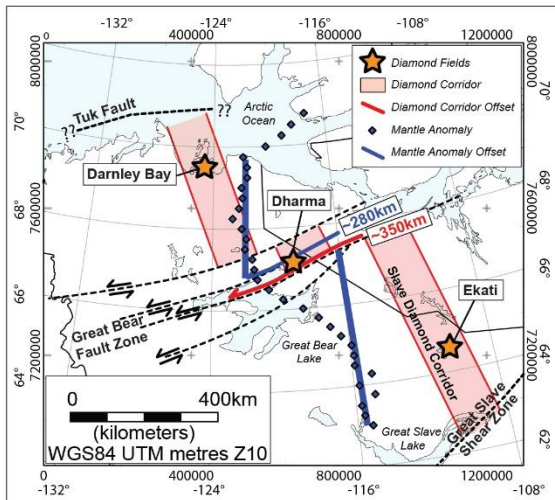 -132° -124° -116° -108°
400000 800000 1200000
8000000
7600000
7200000
70°
68°
66°
64°
8000000
7600000
7200000
68°
66°
64°
62°
Diamond Fields
Diamond Corridor
Diamond Corridor Offset
Mantle Anomaly
Mantle Anomaly Offset
??
Tuk Fault
??
Arctic
Ocean
Darnley Bay
Dharma
~280km
~350km
Ekati
Slave Diamond Corridor
Great Bear
Fault Zone
Great Bear
Lake
Great Slave
Lake
Great Slave
Shear Zone
0 400km
(kilometers)
WGS84 UTM metres Z10
400000 800000 1200000
-132° -124° -116° -108°